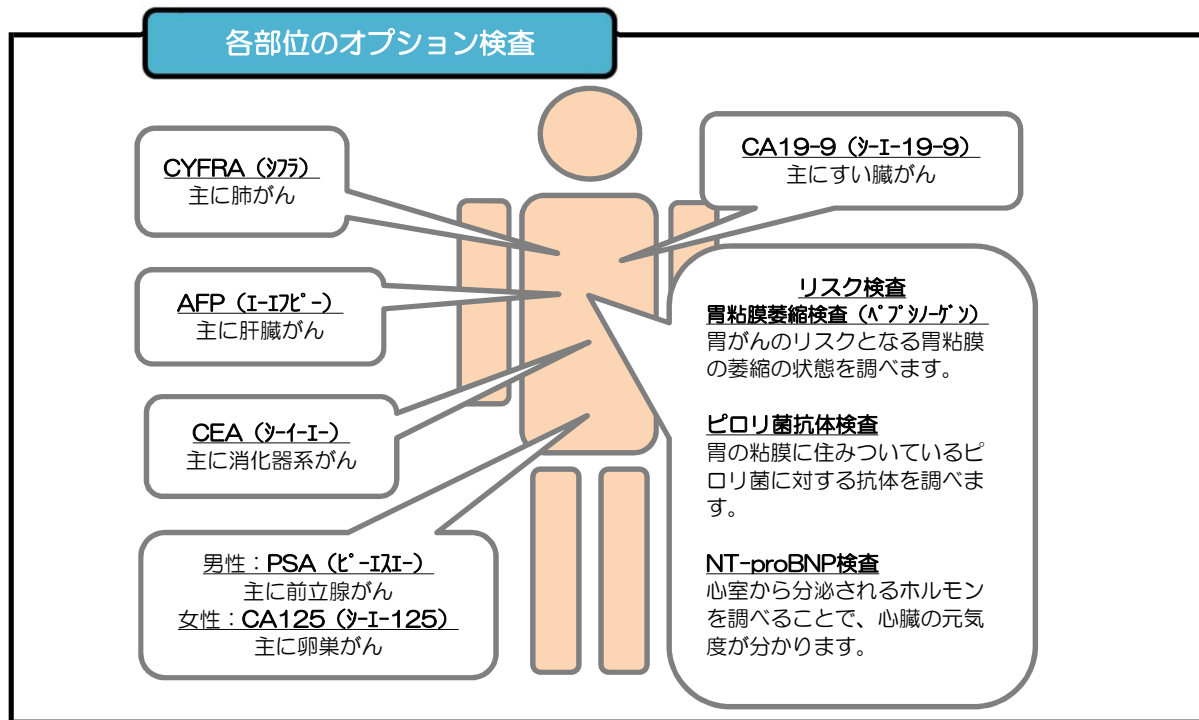 各部位のオプション検査
CYFRA（ｼﾌﾗ）
主に肺がん
CA19-9（ｼｰｴｰ19-9）
主にすい臓がん
AFP（ｴｰｴﾌﾋﾟｰ）
主に肝臓がん
CEA（ｼｰｲｰｴｰ）
主に消化器系がん
男性：PSA（ﾋﾟｰｴｽｴｰ）
主に前立腺がん
女性：CA125（ｼｰｴｰ125）
主に卵巣がん
リスク検査
胃粘膜萎縮検査（ﾍﾟﾌﾟｼﾉｰｹﾞﾝ）
胃がんのリスクとなる胃粘膜
の萎縮の状態を調べます。
ピロリ菌抗体検査
胃の粘膜に住みついているピ
ロリ菌に対する抗体を調べま
す。
NT-proBNP検査
心室から分泌されるホルモン
を調べることで、心臓の元気
度が分かります。